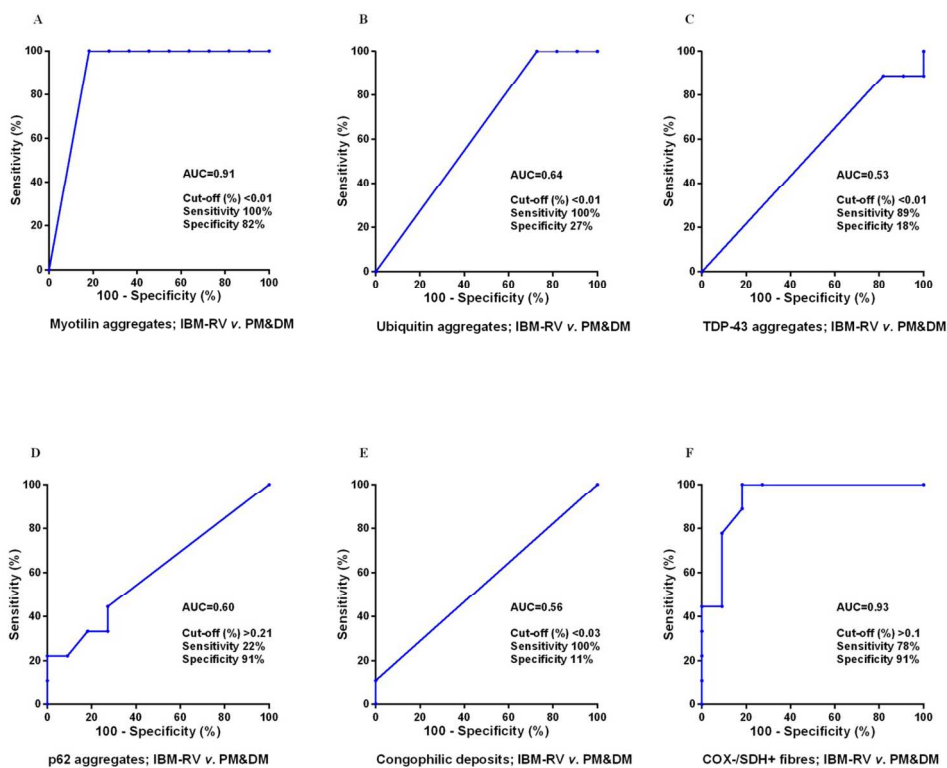 A
100
80
60
40
20
0
Sensitivity (%)
AUC=0.91
Cut-off (%) <0.01
Sensitivity 100%
Specificity 82%
0 20 40 60 80 100
100 - Specificity (%)
Myotilin aggregates; IBM-RV v. PM&DM
B
100
80
60
40
20
0
Sensitivity (%)
AUC=0.64
Cut-off (%) <0.01
Sensitivity 100%
Specificity 27%
0 20 40 60 80 100
100 - Specificity (%)
Ubiquitin aggregates; IBM-RV v. PM&DM
C
100
80
60
40
20
0
Sensitivity (%)
AUC=0.53
Cut-off (%) <0.01
Sensitivity 89%
Specificity 18%
0 20 40 60 80 100
100 - Specificity (%)
TDP-43 aggregates; IBM-RV v. PM&DM
D
100
80
60
40
20
0
Sensitivity (%)
AUC=0.60
Cut-off (%) >0.21
Sensitivity 22%
Specificity 91%
0 20 40 60 80 100
100 - Specificity (%)
p62 aggregates; IBM-RV v. PM&DM
E
100
80
60
40
20
0
Sensitivity (%)
AUC=0.56
Cut-off (%) <0.03
Sensitivity 100%
Specificity 11%
0 20 40 60 80 100
100 - Specificity (%)
Congophilic deposits; IBM-RV v. PM&DM
F
100
80
60
40
20
0
Sensitivity (%)
AUC=0.93
Cut-off (%) >0.1
Sensitivity 78%
Specificity 91%
0 20 40 60 80 100
100 - Specificity (%)
COX-/SDH+ fibres; IBM-RV v. PM&DM